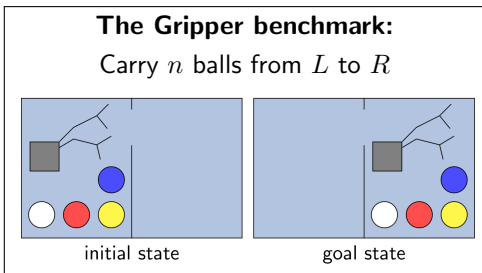 The Gripper benchmark:
Carry n balls from L to R
initial state
goal state